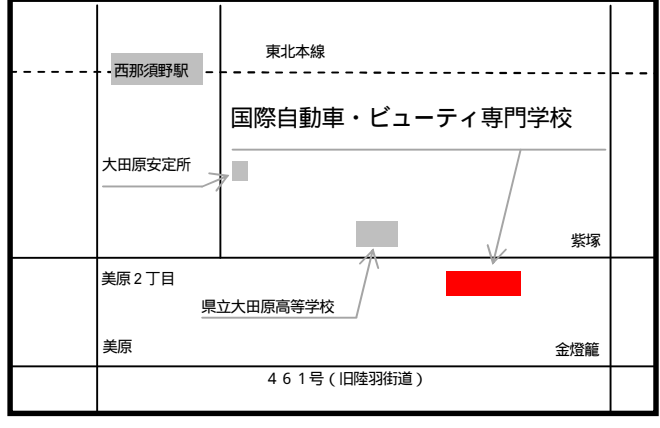 東北本線
西那須野駅
国際自動車・ビューティ専門学校
大田原安定所
紫塚
美原2丁目
県立大田原高等学校
美原
金燈籠
461号(旧陸羽街道)